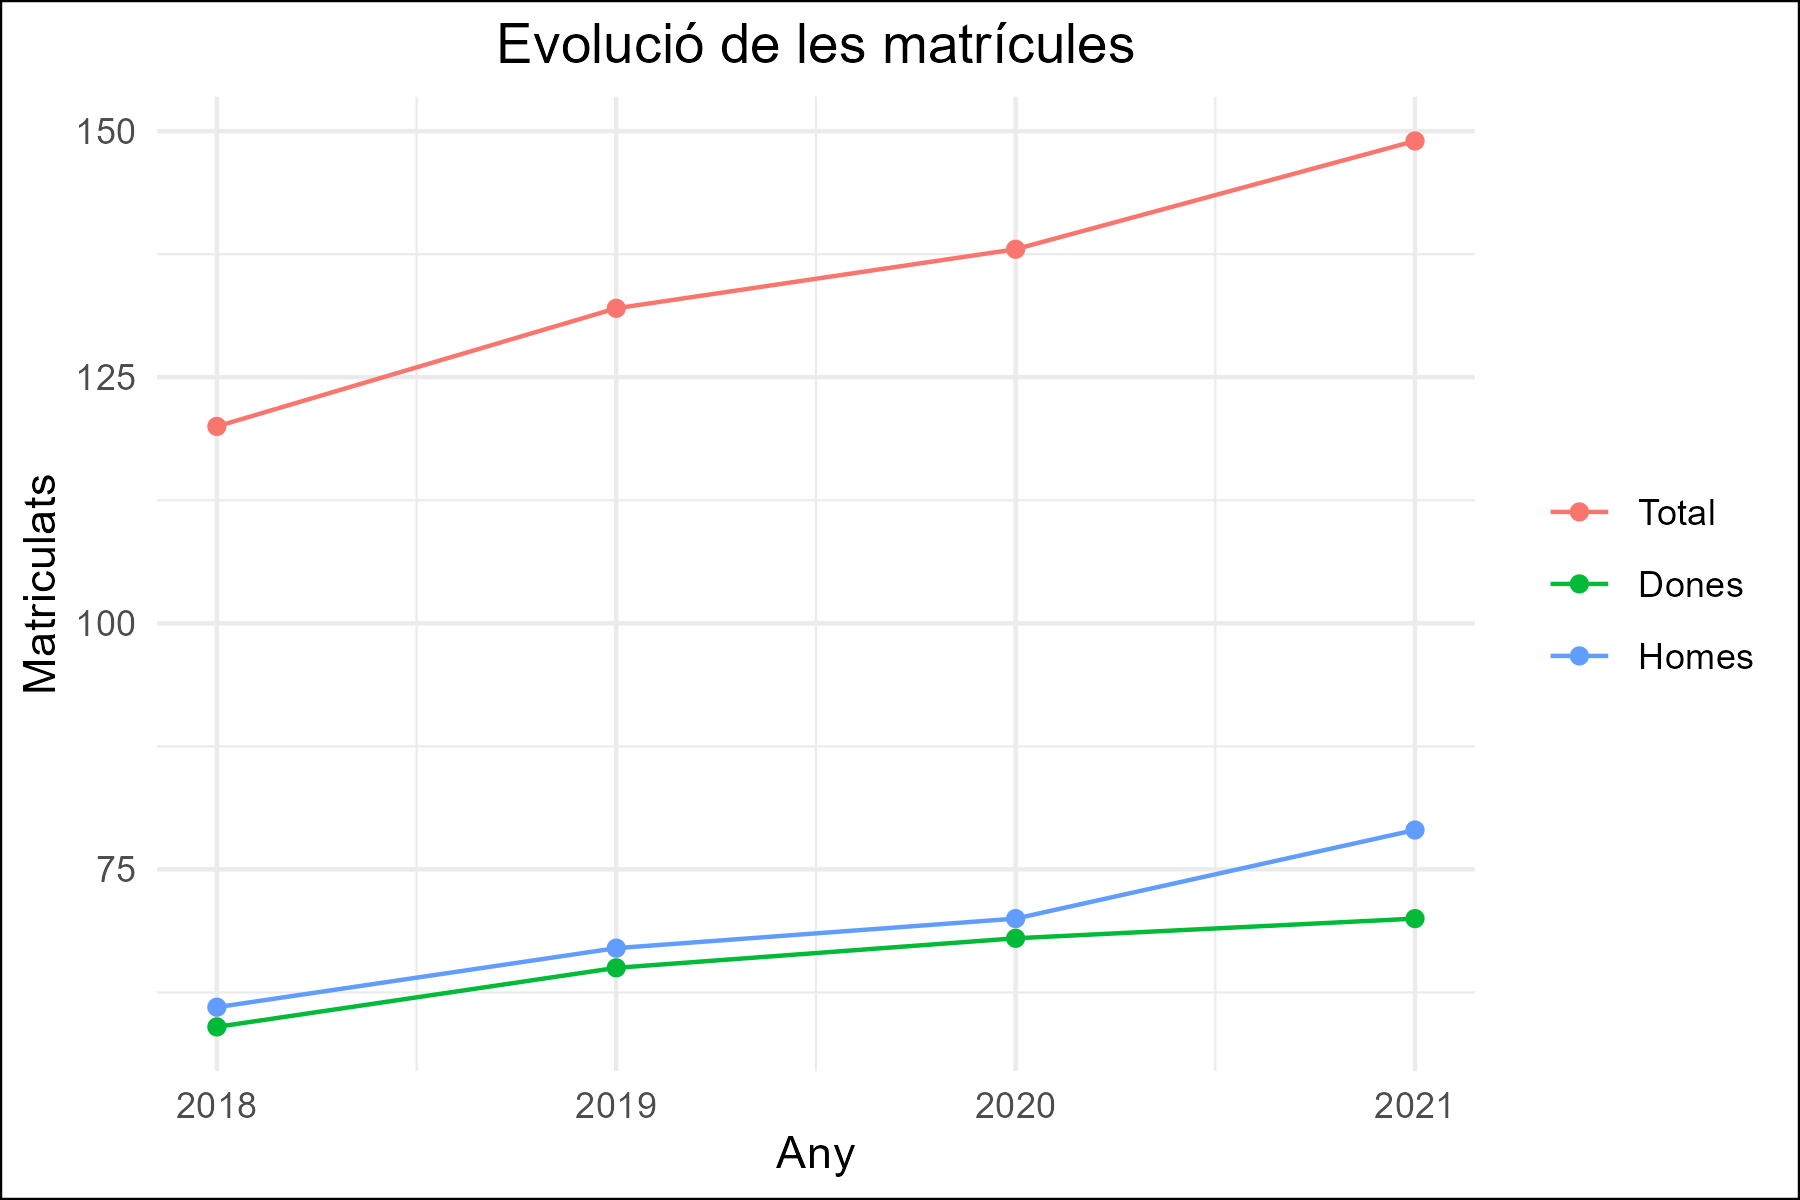 Evolució de les matrícules
150
125
100
75
Matriculats
2018 2019 2020 2021
Any
Total
Dones
Homes